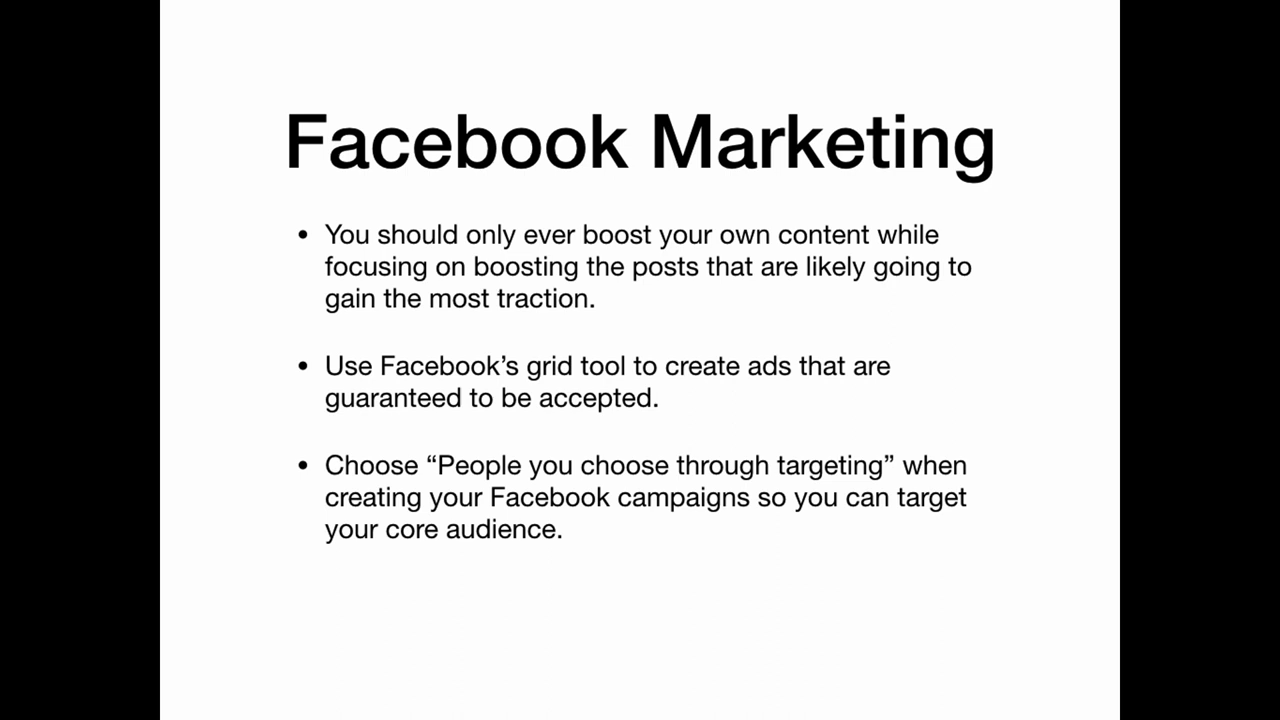 Facebook Marketing
• You should only ever boost your own content while
focusing on boosting the posts that are likely going to
gain the most traction.
• Use Facebook’s grid tool to create ads that are
guaranteed to be accepted.
• Choose “People you choose through targeting” when
creating your Facebook campaigns so you can target
your core audience.